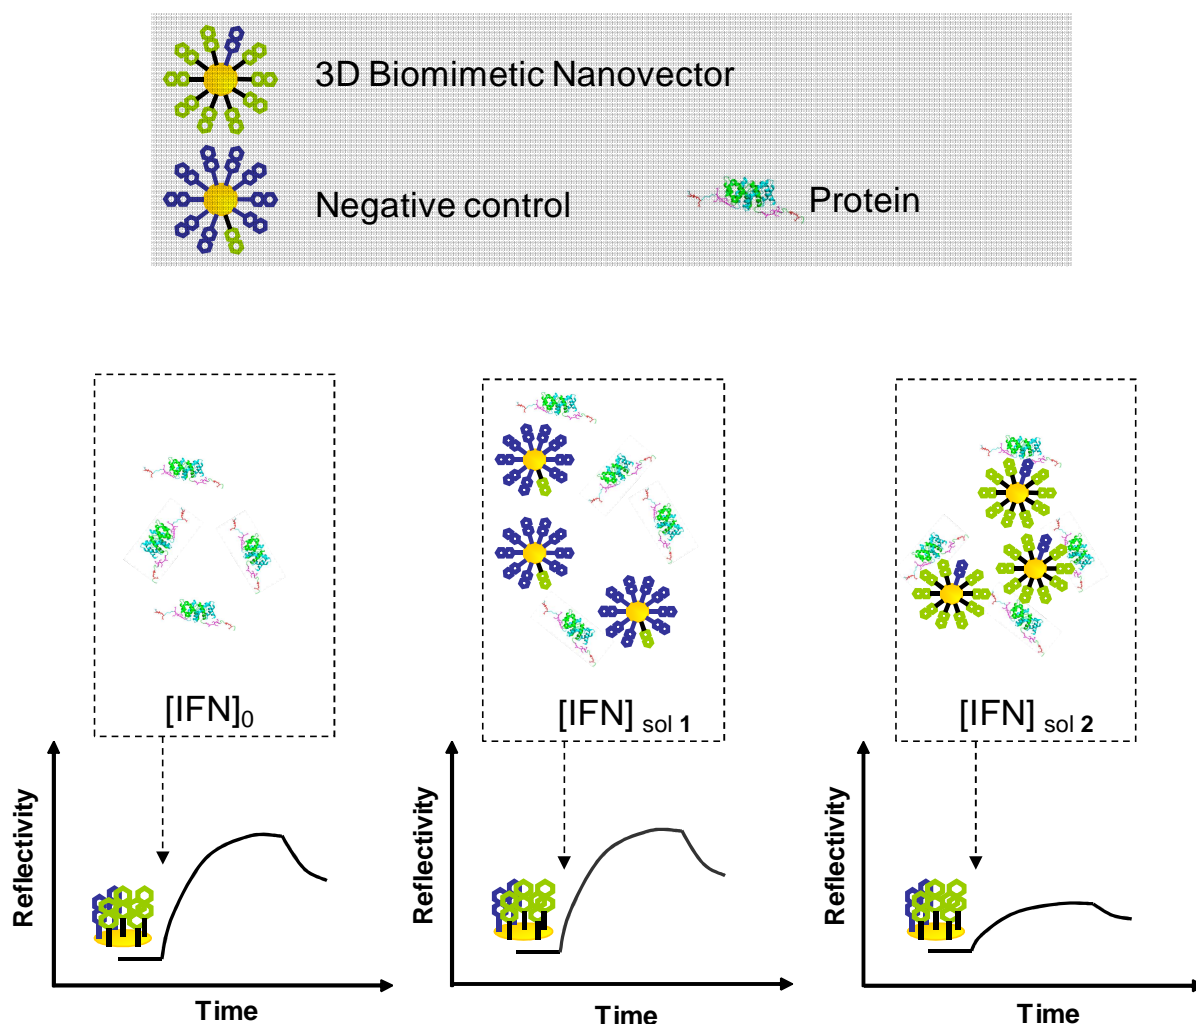 3D Biomimetic Nanovector
Negative control
Protein
[IFN]0
[IFN] sol 1
[IFN] sol 2
Reflectivity
Time
Reflectivity
Time
Reflectivity
Time